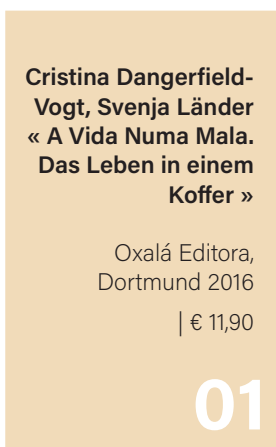 Cristina Dangerfield-
Vogt, Svenja Länder
« A Vida Numa Mala.
Das Leben in einem
Koffer »
Oxalá Editora,
Dortmund 2016
| € 11,90
01